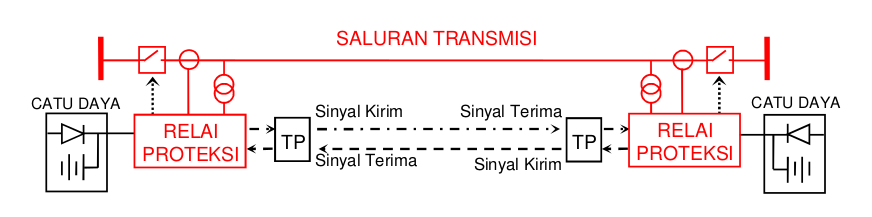 SALURAN TRANSMISI
CATU DAYA
CATU DAYA
Sinyal Kirim
Sinyal Terima
RELAI
PROTEKSI
TP
TP
RELAI
PROTEKSI
Sinyal Terima
Sinyal Kirim